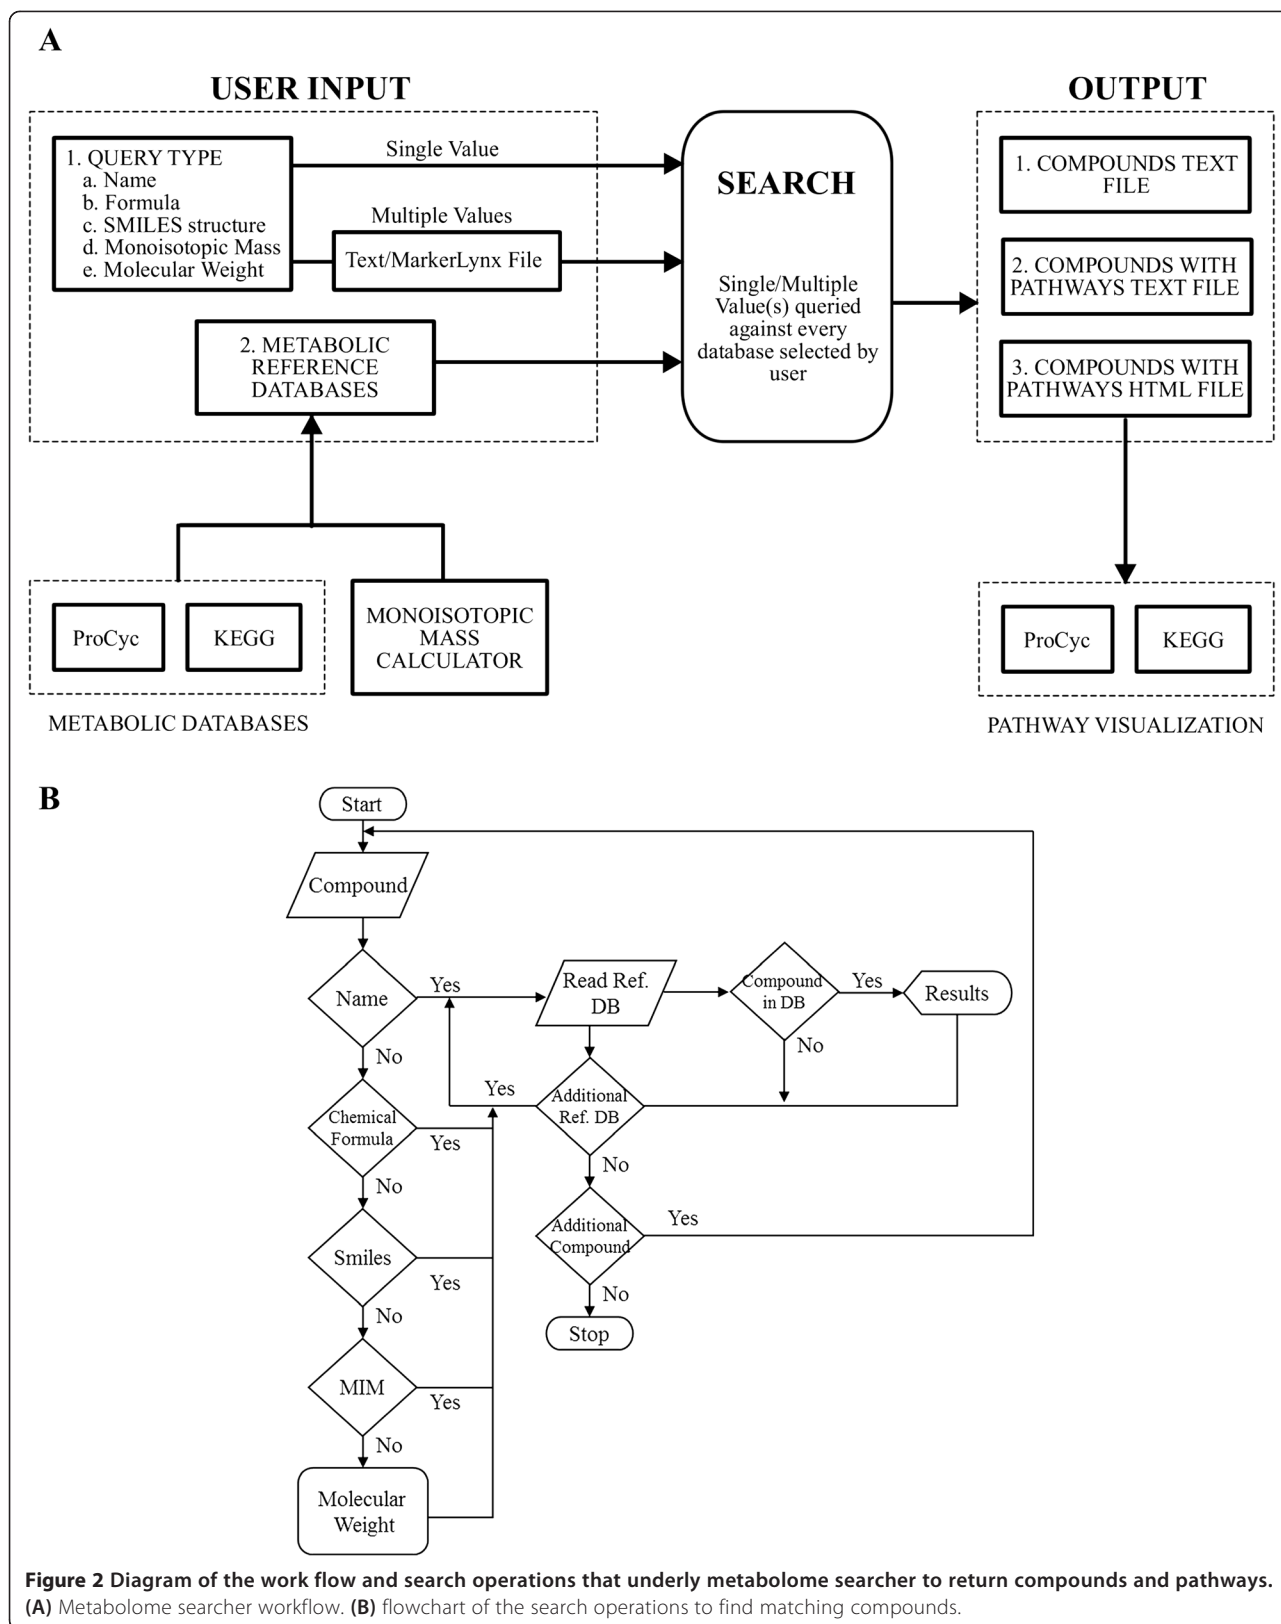 A
USER INPUT
OUTPUT
1. QUERY TYPE
a. Name
b. Formula
c. SMILES structure
d. Monoisotopic Mass
e. Molecular Weight
Single Value
Multiple Values
Text/MarkerLynx File
2. METABOLIC
REFERENCE
DATABASES
SEARCH
Single/Multiple
Value(s) queried
against every
database selected by
user
1. COMPOUNDS TEXT
FILE
2. COMPOUNDS WITH
PATHWAYS TEXT FILE
3. COMPOUNDS WITH
PATHWAYS HTML FILE
ProCyc
KEGG
METABOLIC DATABASES
MONOISOTOPIC
MASS
CALCULATOR
ProCyc
KEGG
PATHWAY VISUALIZATION
B
Start
Compound
Name
Yes
No
Chemical
Formula
Yes
No
Smiles
Yes
No
MIM
Yes
No
Molecular
Weight
Read Ref.
DB
Compound
in DB
Yes
Results
No
Yes
Additional
Ref. DB
No
Additional
Compound
Yes
No
Stop
Figure 2 Diagram of the work flow and search operations that underly metabolome searcher to return compounds and pathways.
(A) Metabolome searcher workflow. (B) flowchart of the search operations to find matching compounds.